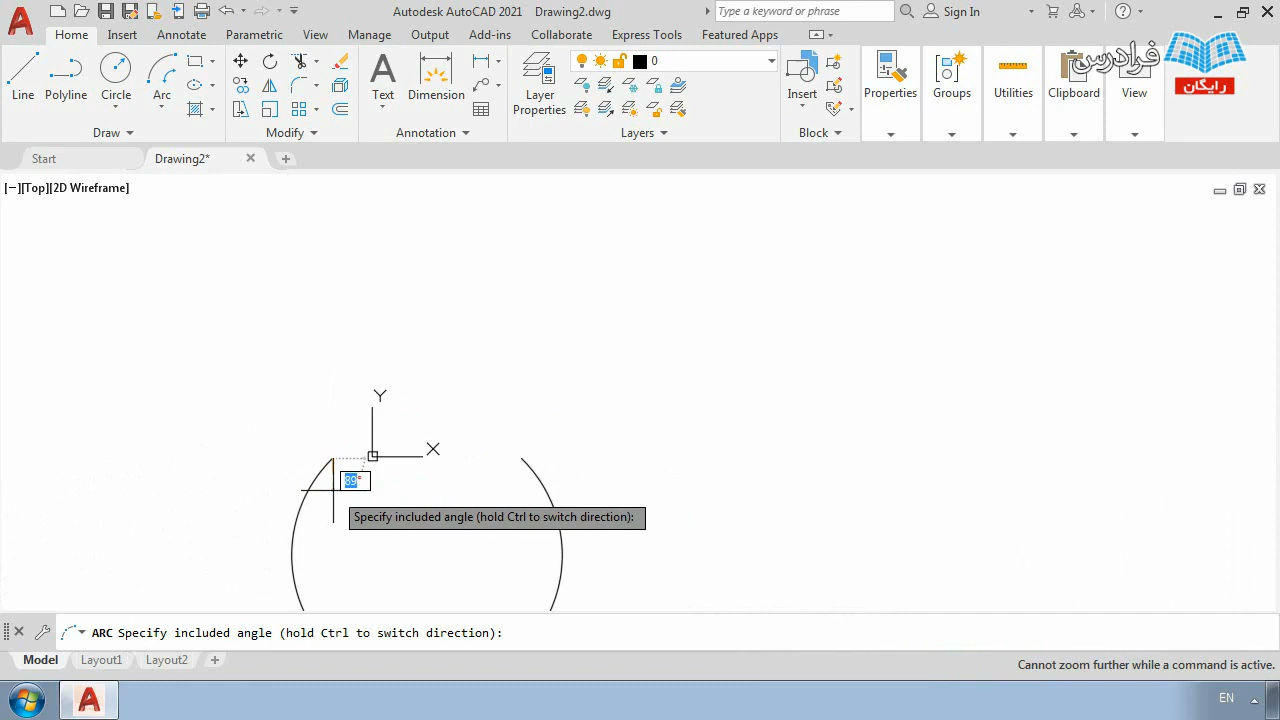 Autodesk AutoCAD 2021 Drawing2.dwg
Type a keyword or phrase
Sign In
Home Insert Annotate Parametric View Manage Output Add-ins Collaborate Express Tools Featured Apps
فرادرس
رایگان
Line Polyline Circle Arc
Text Dimension
Layer Properties
0
Insert
Properties Groups Utilities Clipboard View
Draw Modify Annotation Layers Block
Start Drawing2*
[−][Top][2D Wireframe]
Y
X
89°
Specify included angle (hold Ctrl to switch direction):
ARC Specify included angle (hold Ctrl to switch direction):
Model Layout1 Layout2
Cannot zoom further while a command is active.
EN